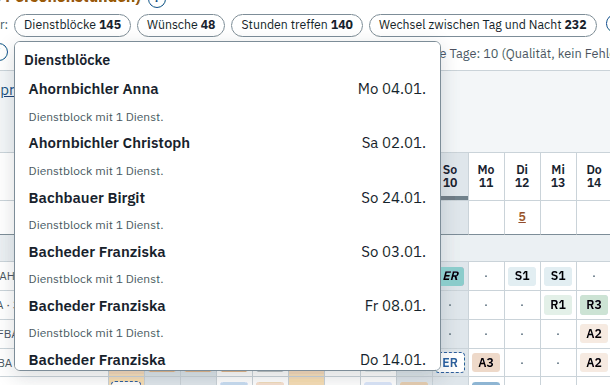 r: Dienstblöcke 145 Wünsche 48 Stunden treffen 140 Wechsel zwischen Tag und Nacht 232
e Tage: 10 (Qualität, kein Fehl
Dienstblöcke
Ahornbichler Anna Mo 04.01.
Dienstblock mit 1 Dienst.
Ahornbichler Christoph Sa 02.01.
Dienstblock mit 1 Dienst.
Bachbauer Birgit So 24.01.
Dienstblock mit 1 Dienst.
Bacheder Franziska So 03.01.
Dienstblock mit 1 Dienst.
Bacheder Franziska Fr 08.01.
Dienstblock mit 1 Dienst.
Bacheder Franziska Do 14.01.
pr
So Mo Di Mi Do
10 11 12 13 14
5
AH ER · S1 S1 ·
A · · · · R1 R3
FBA · · · · A2
BA ER A3 · · A2